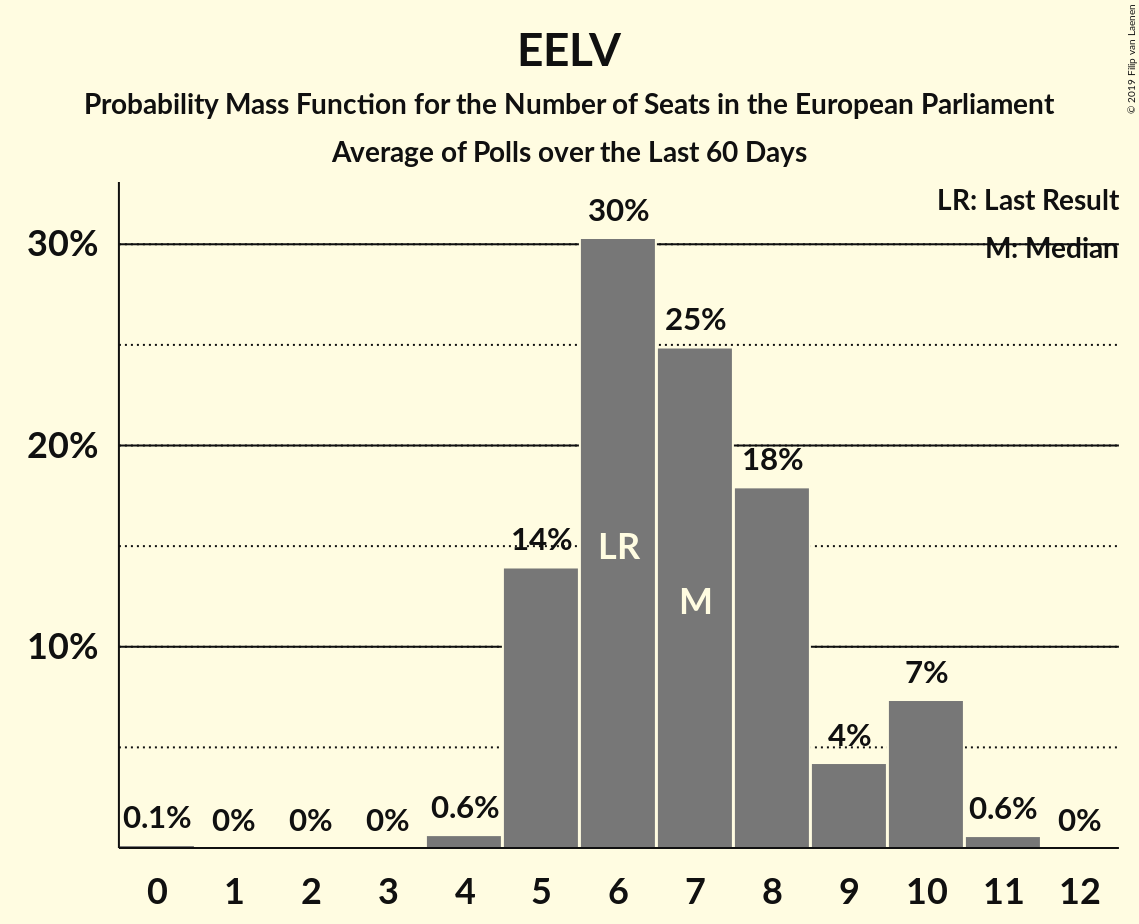 EELV
Probability Mass Function for the Number of Seats in the European Parliament
Average of Polls over the Last 60 Days
© 2019 Filip van Laenen
LR: Last Result
M: Median
30%
20%
10%
0.1%
0%
0%
0%
0.6%
14%
30%
25%
18%
4%
7%
0.6%
0%
LR
M
0 1 2 3 4 5 6 7 8 9 10 11 12